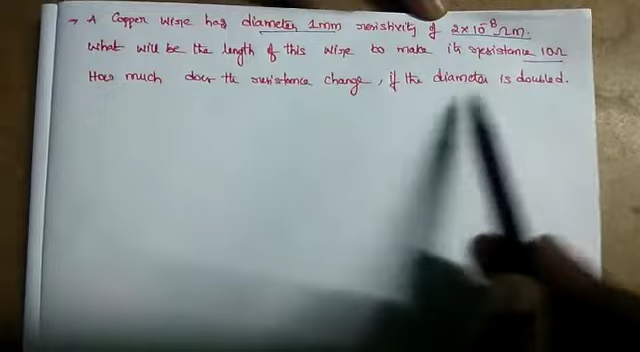 → A Copper wire has diameter 1mm resistivity of 2×10⁻⁸ Ωm.
what will be the length of this wire to make its resistance 10Ω
How much does the resistance change, if the diameter is doubled.